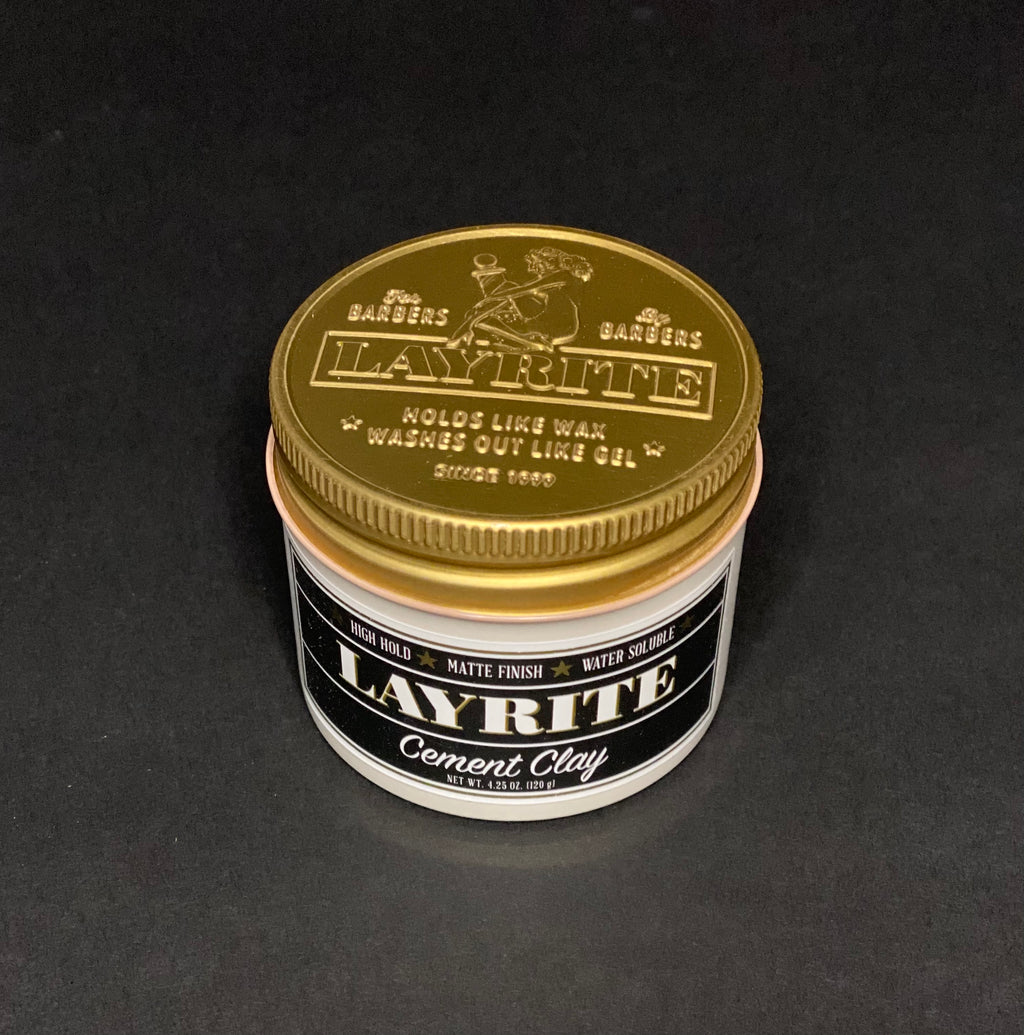 For BARBERS
By BARBERS
LAYRITE
HOLDS LIKE WAX
WASHES OUT LIKE GEL
SINCE 1999
HIGH HOLD ★ MATTE FINISH ★ WATER SOLUBLE
LAYRITE
Cement Clay
NET WT. 4.25 OZ. (120 g)